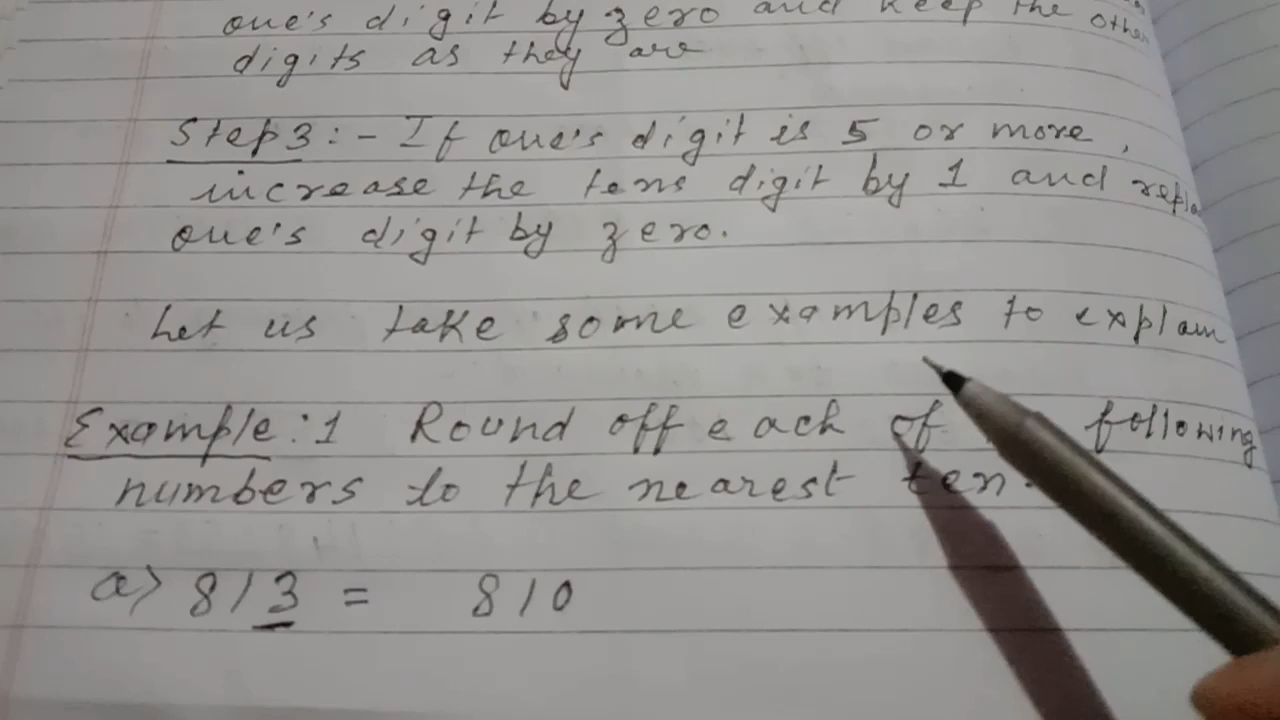 one's digit by zero and keep the other
digits as they are
Step 3:- If one's digit is 5 or more,
increase the tens digit by 1 and
one's digit by zero.
Let us take some examples to explain
Example:1 Round off each of following
numbers to the nearest ten.
a) 813 = 810